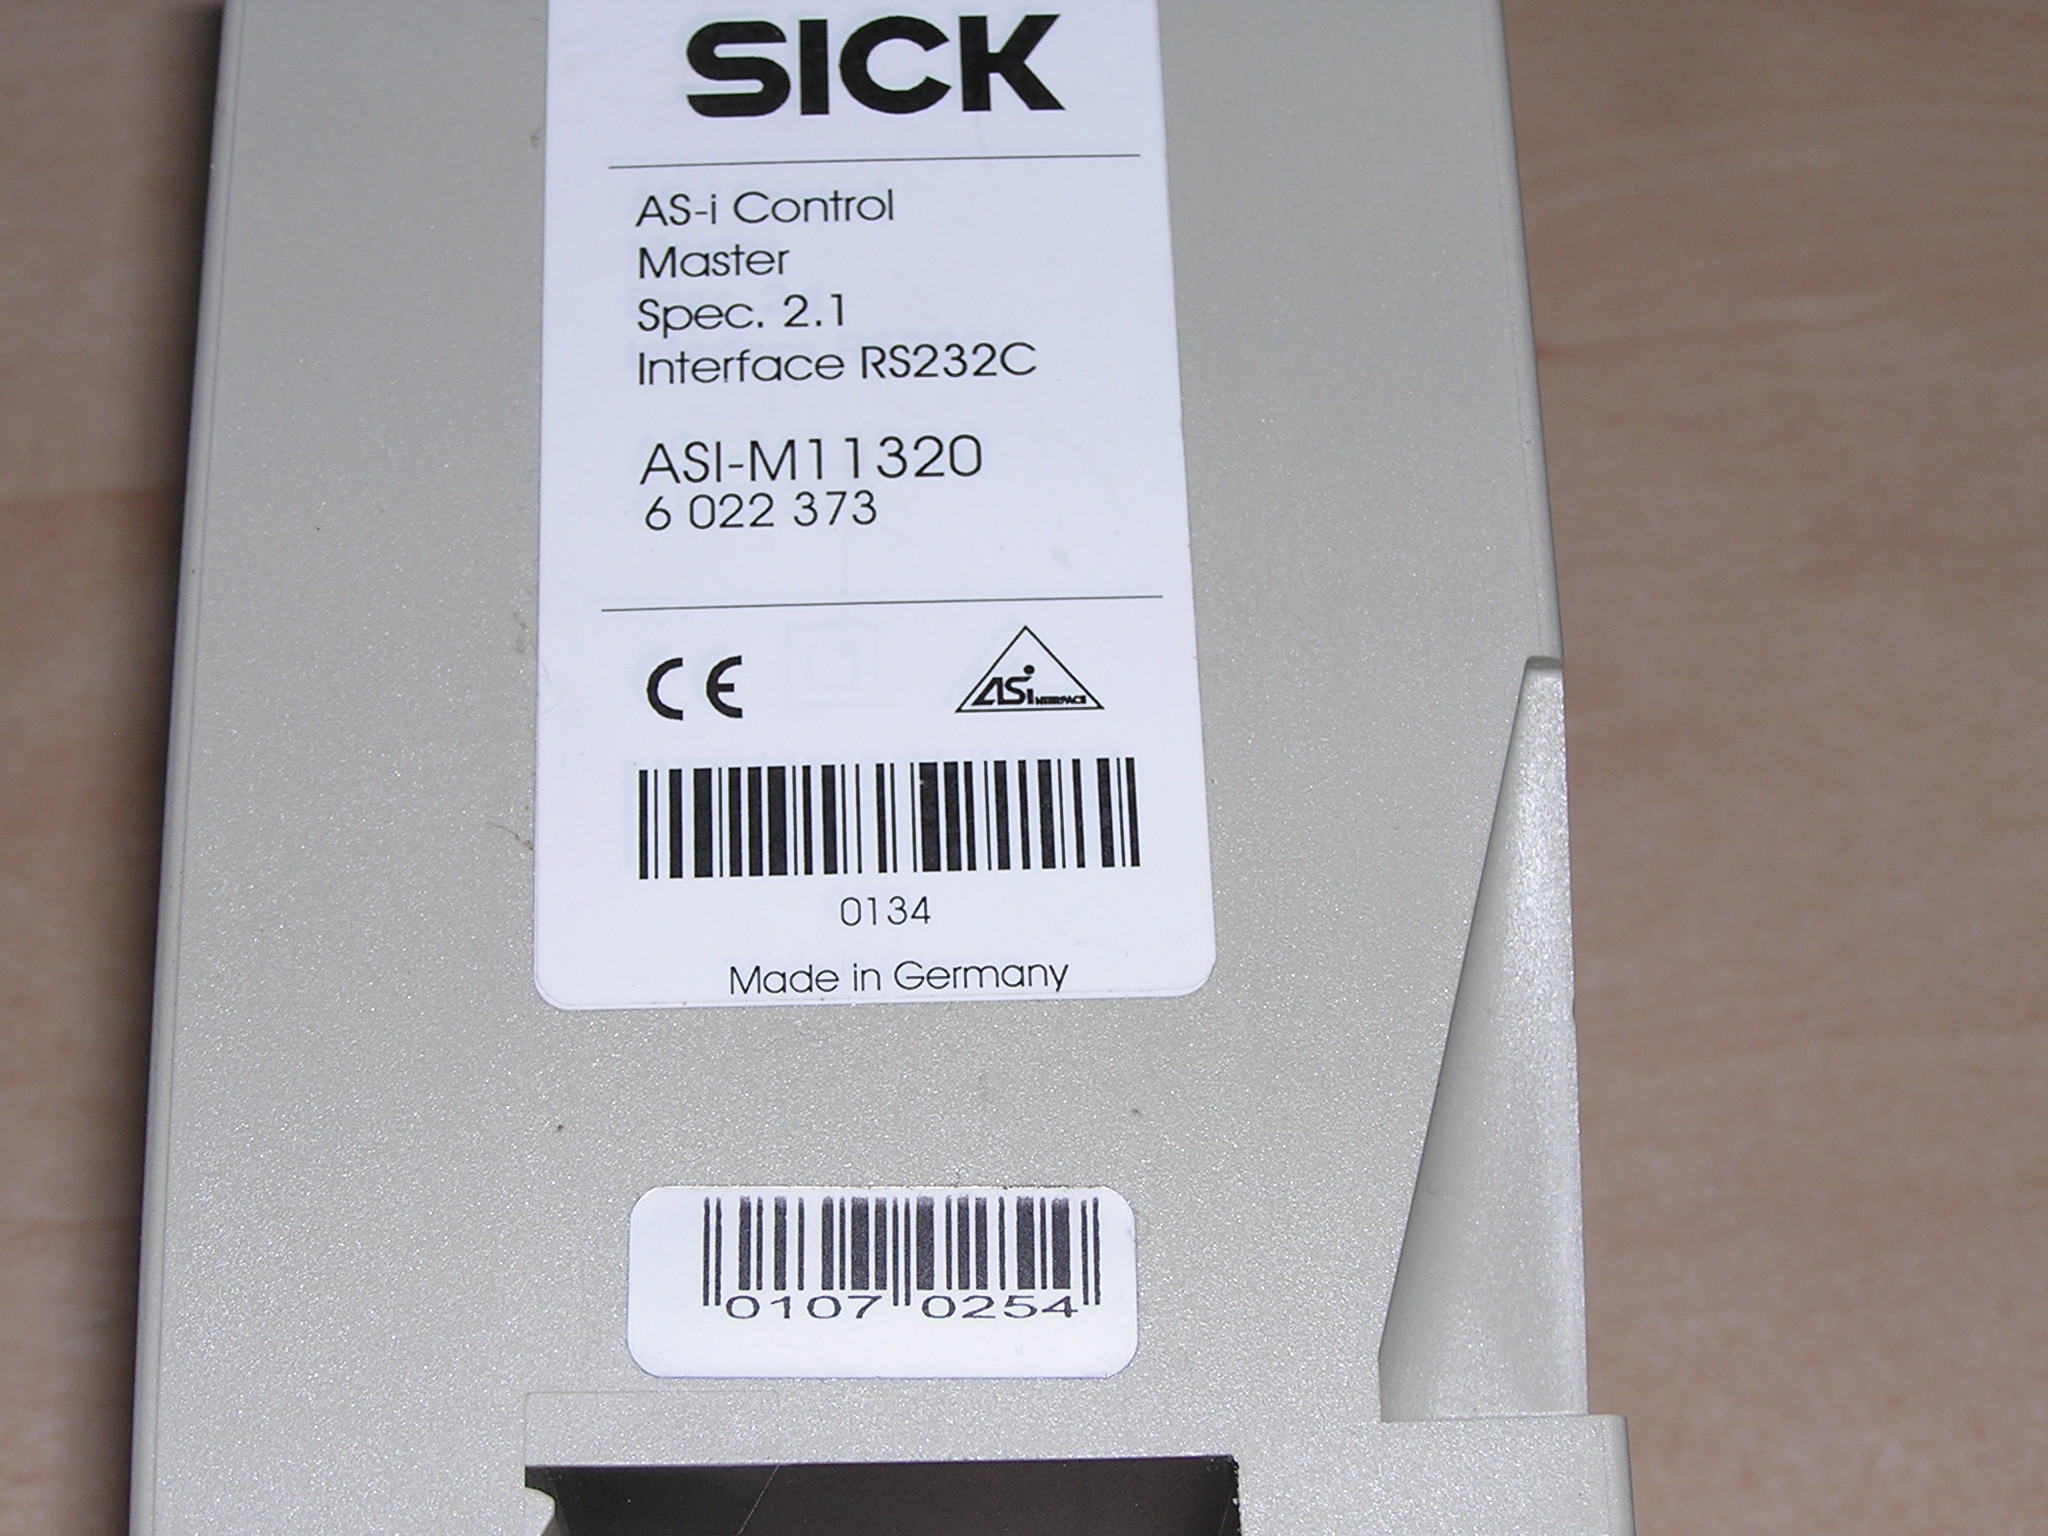 SICK
AS-i Control
Master
Spec. 2.1
Interface RS232C
ASI-M11320
6 022 373
CE
ASi INTERFACE
0134
Made in Germany
0107 0254